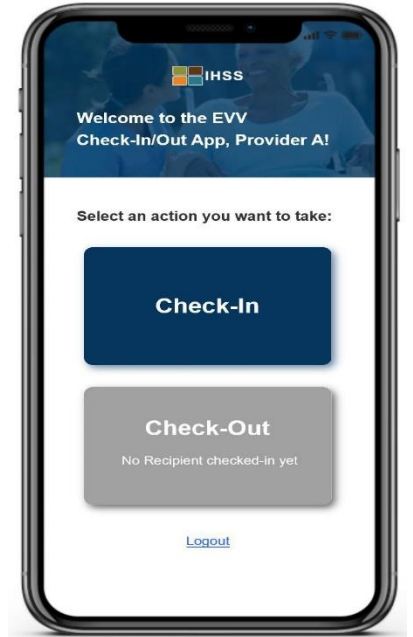 IHSS
Welcome to the EVV
Check-In/Out App, Provider A!
Select an action you want to take:
Check-In
Check-Out
No Recipient checked-in yet
Logout